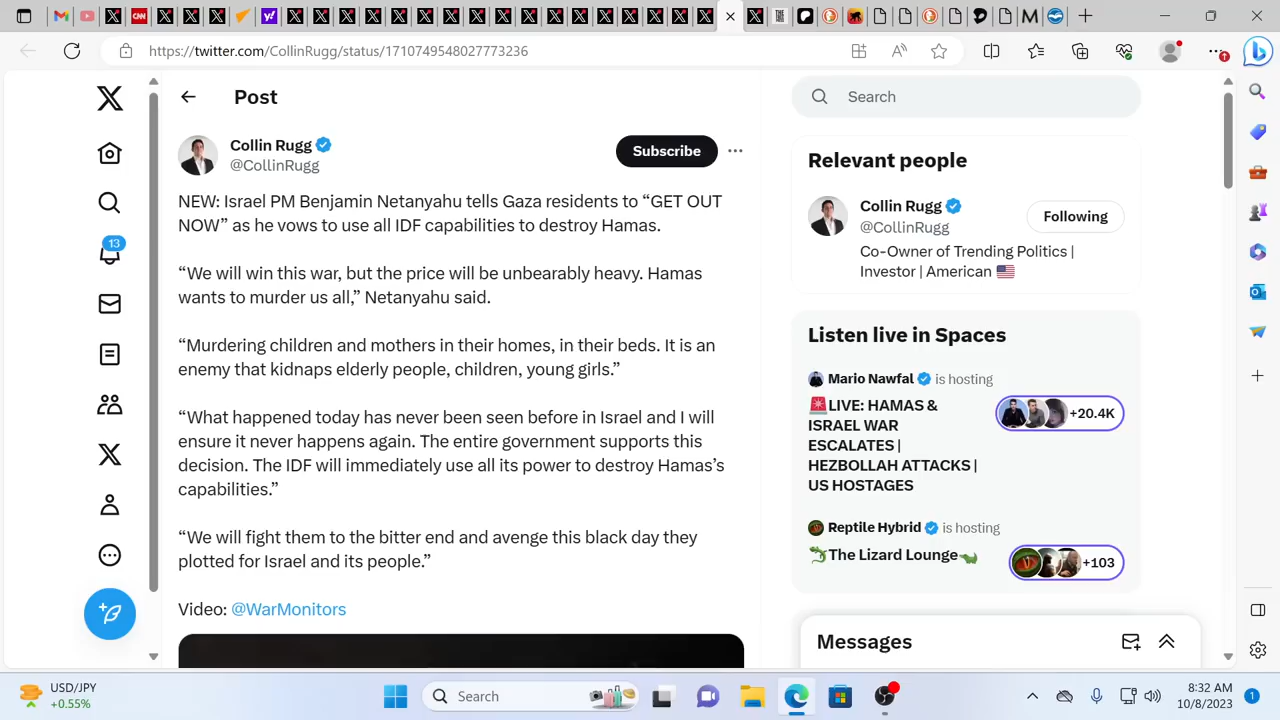 https://twitter.com/CollinRugg/status/1710749548027773236
Post
Collin Rugg
@CollinRugg
Subscribe
NEW: Israel PM Benjamin Netanyahu tells Gaza residents to “GET OUT
NOW” as he vows to use all IDF capabilities to destroy Hamas.
“We will win this war, but the price will be unbearably heavy. Hamas
wants to murder us all,” Netanyahu said.
“Murdering children and mothers in their homes, in their beds. It is an
enemy that kidnaps elderly people, children, young girls.”
“What happened today has never been seen before in Israel and I will
ensure it never happens again. The entire government supports this
decision. The IDF will immediately use all its power to destroy Hamas’s
capabilities.”
“We will fight them to the bitter end and avenge this black day they
plotted for Israel and its people.”
Video: @WarMonitors
13
Search
Relevant people
Collin Rugg
@CollinRugg
Following
Co-Owner of Trending Politics |
Investor | American
Listen live in Spaces
Mario Nawfal is hosting
LIVE: HAMAS &
ISRAEL WAR
ESCALATES |
HEZBOLLAH ATTACKS |
US HOSTAGES
+20.4K
Reptile Hybrid is hosting
The Lizard Lounge
+103
Messages
USD/JPY
+0.55%
Search
8:32 AM
10/8/2023
1